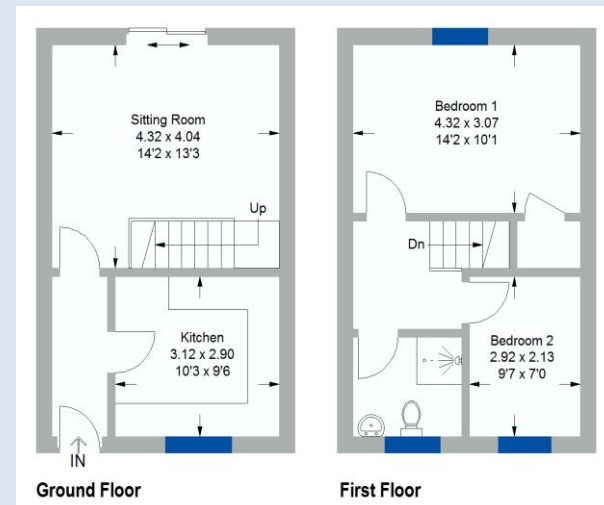 Sitting Room
4.32 x 4.04
14'2 x 13'3
Up
Kitchen
3.12 x 2.90
10'3 x 9'6
IN
Ground Floor
Bedroom 1
4.32 x 3.07
14'2 x 10'1
Dn
Bedroom 2
2.92 x 2.13
9'7 x 7'0
First Floor